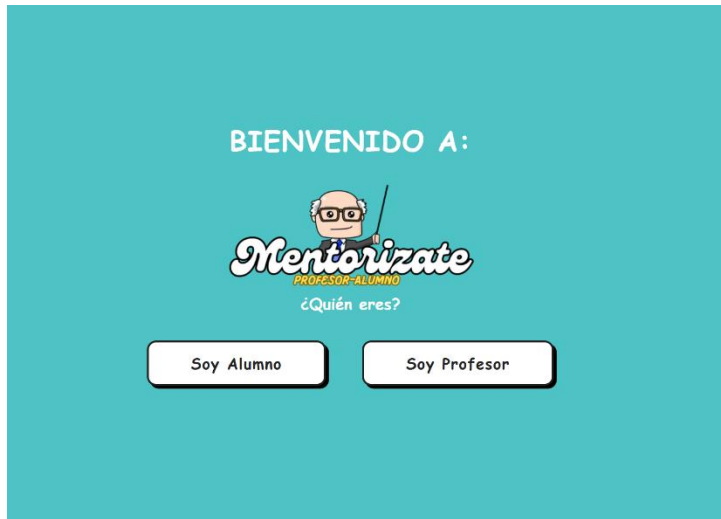 BIENVENIDO A:
Mentorizate
PROFESOR-ALUMNO
¿Quién eres?
Soy Alumno
Soy Profesor